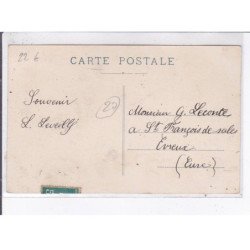 22 6
CARTE POSTALE
27
Souvenir
L.
Monsieur G. Leconte
a St François de sales
Evreux
(Eure)